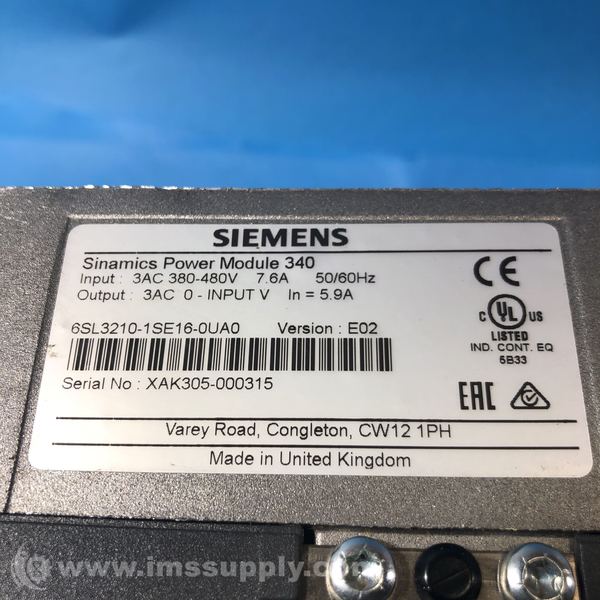 SIEMENS
Sinamics Power Module 340
Input : 3AC 380-480V 7.6A 50/60Hz
Output : 3AC 0 - INPUT V In = 5.9A
6SL3210-1SE16-0UA0 Version : E02
Serial No : XAK305-000315
CE
C UL US
LISTED
IND. CONT. EQ
5B33
EAC
Varey Road, Congleton, CW12 1PH
Made in United Kingdom
© www.imssupply.com